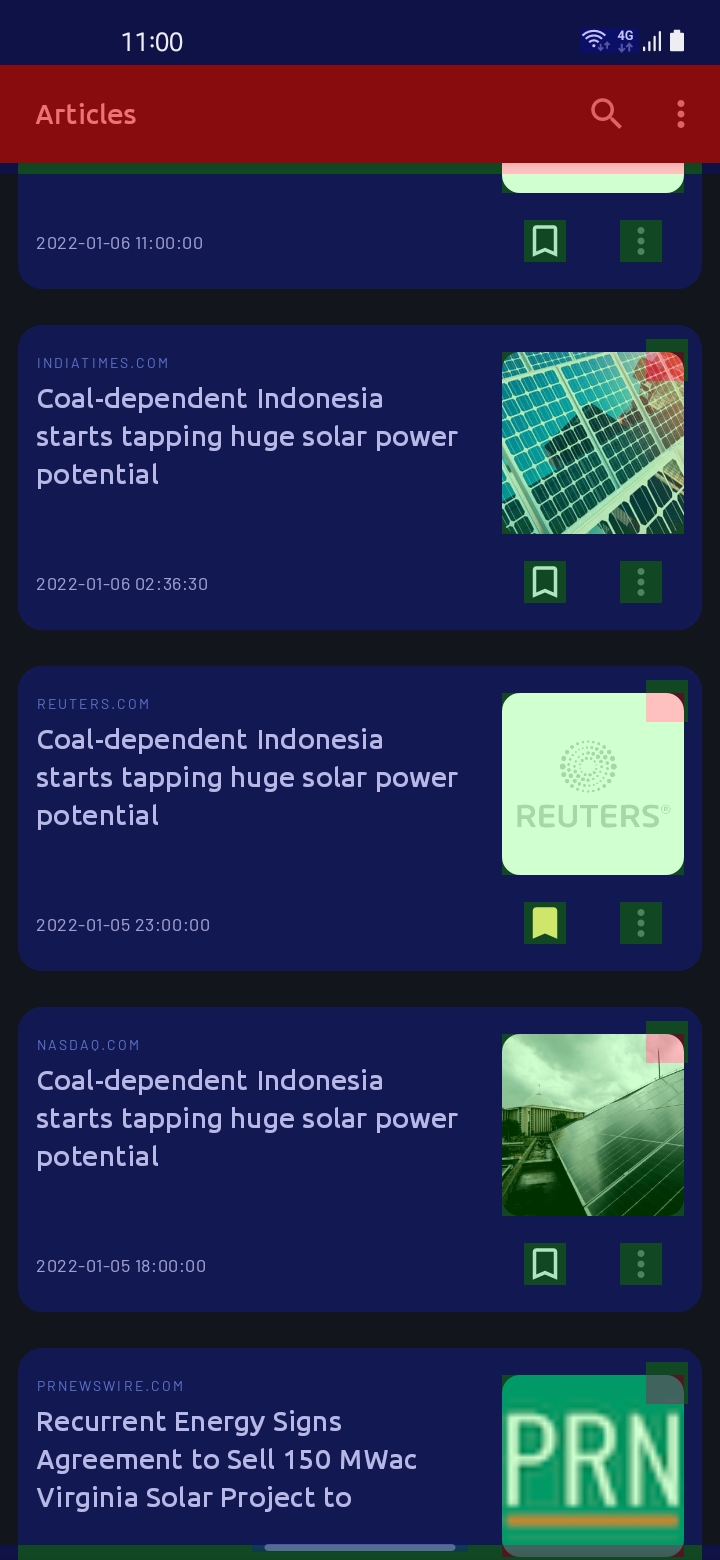 11:00
4G
Articles
2022-01-06 11:00:00
INDIATIMES.COM
Coal-dependent Indonesia
starts tapping huge solar power
potential
2022-01-06 02:36:30
REUTERS.COM
Coal-dependent Indonesia
starts tapping huge solar power
potential
REUTERS®
2022-01-05 23:00:00
NASDAQ.COM
Coal-dependent Indonesia
starts tapping huge solar power
potential
2022-01-05 18:00:00
PRNEWSWIRE.COM
Recurrent Energy Signs
Agreement to Sell 150 MWac
Virginia Solar Project to
PRN